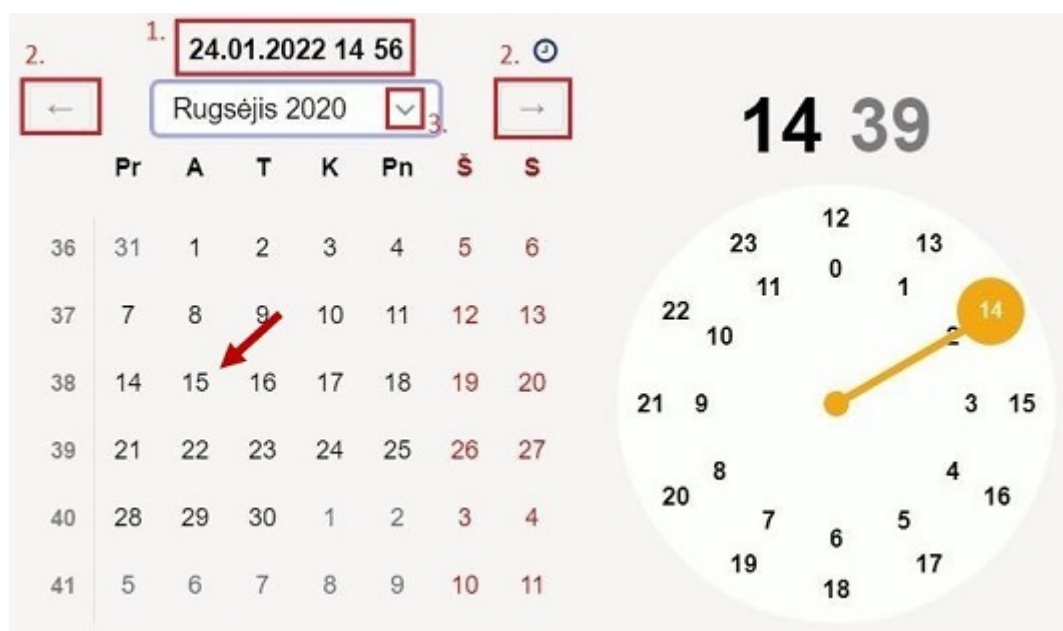 1.
24.01.2022 14 56
2.
2.
←
Rugsėjis 2020
3.
→
Pr A T K Pn Š S
36 31 1 2 3 4 5 6
37 7 8 9 10 11 12 13
38 14 15 16 17 18 19 20
39 21 22 23 24 25 26 27
40 28 29 30 1 2 3 4
41 5 6 7 8 9 10 11
14 39
12
23 13
0
11 1
22 14
10 2
21 9 3 15
8 4
20 16
7 5
6
19 17
18